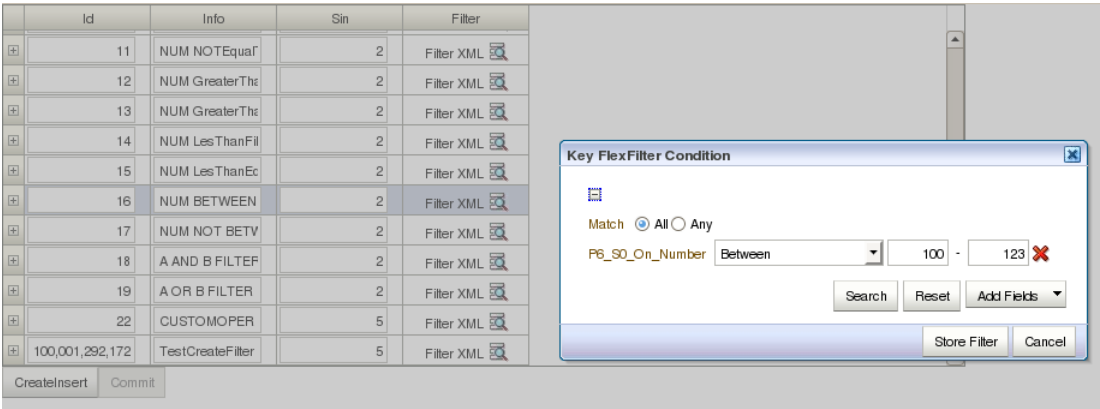 Id Info Sin Filter
11 NUM NOTEqual 2 Filter XML
12 NUM GreaterTha 2 Filter XML
13 NUM GreaterTha 2 Filter XML
14 NUM LesThanFil 2 Filter XML
15 NUM LesThanEc 2 Filter XML
16 NUM BETWEEN 2 Filter XML
17 NUM NOT BETW 2 Filter XML
18 A AND B FILTER 2 Filter XML
19 A OR B FILTER 2 Filter XML
22 CUSTOMOPER 5 Filter XML
100,001,292,172 TestCreateFilter 5 Filter XML
CreateInsert Commit
Key FlexFilter Condition
Match All Any
P6_S0_On_Number Between 100 - 123
Search Reset Add Fields
Store Filter Cancel